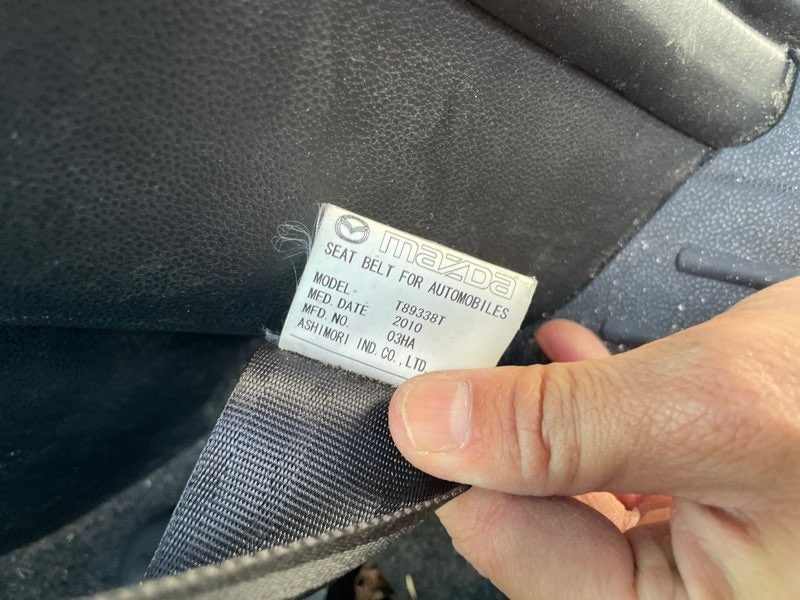 mazda
SEAT BELT FOR AUTOMOBILES
MODEL T89338T
MED. DATE 2010
MFD. NO. 03HA
ASHIMORI IND.CO.,LTD